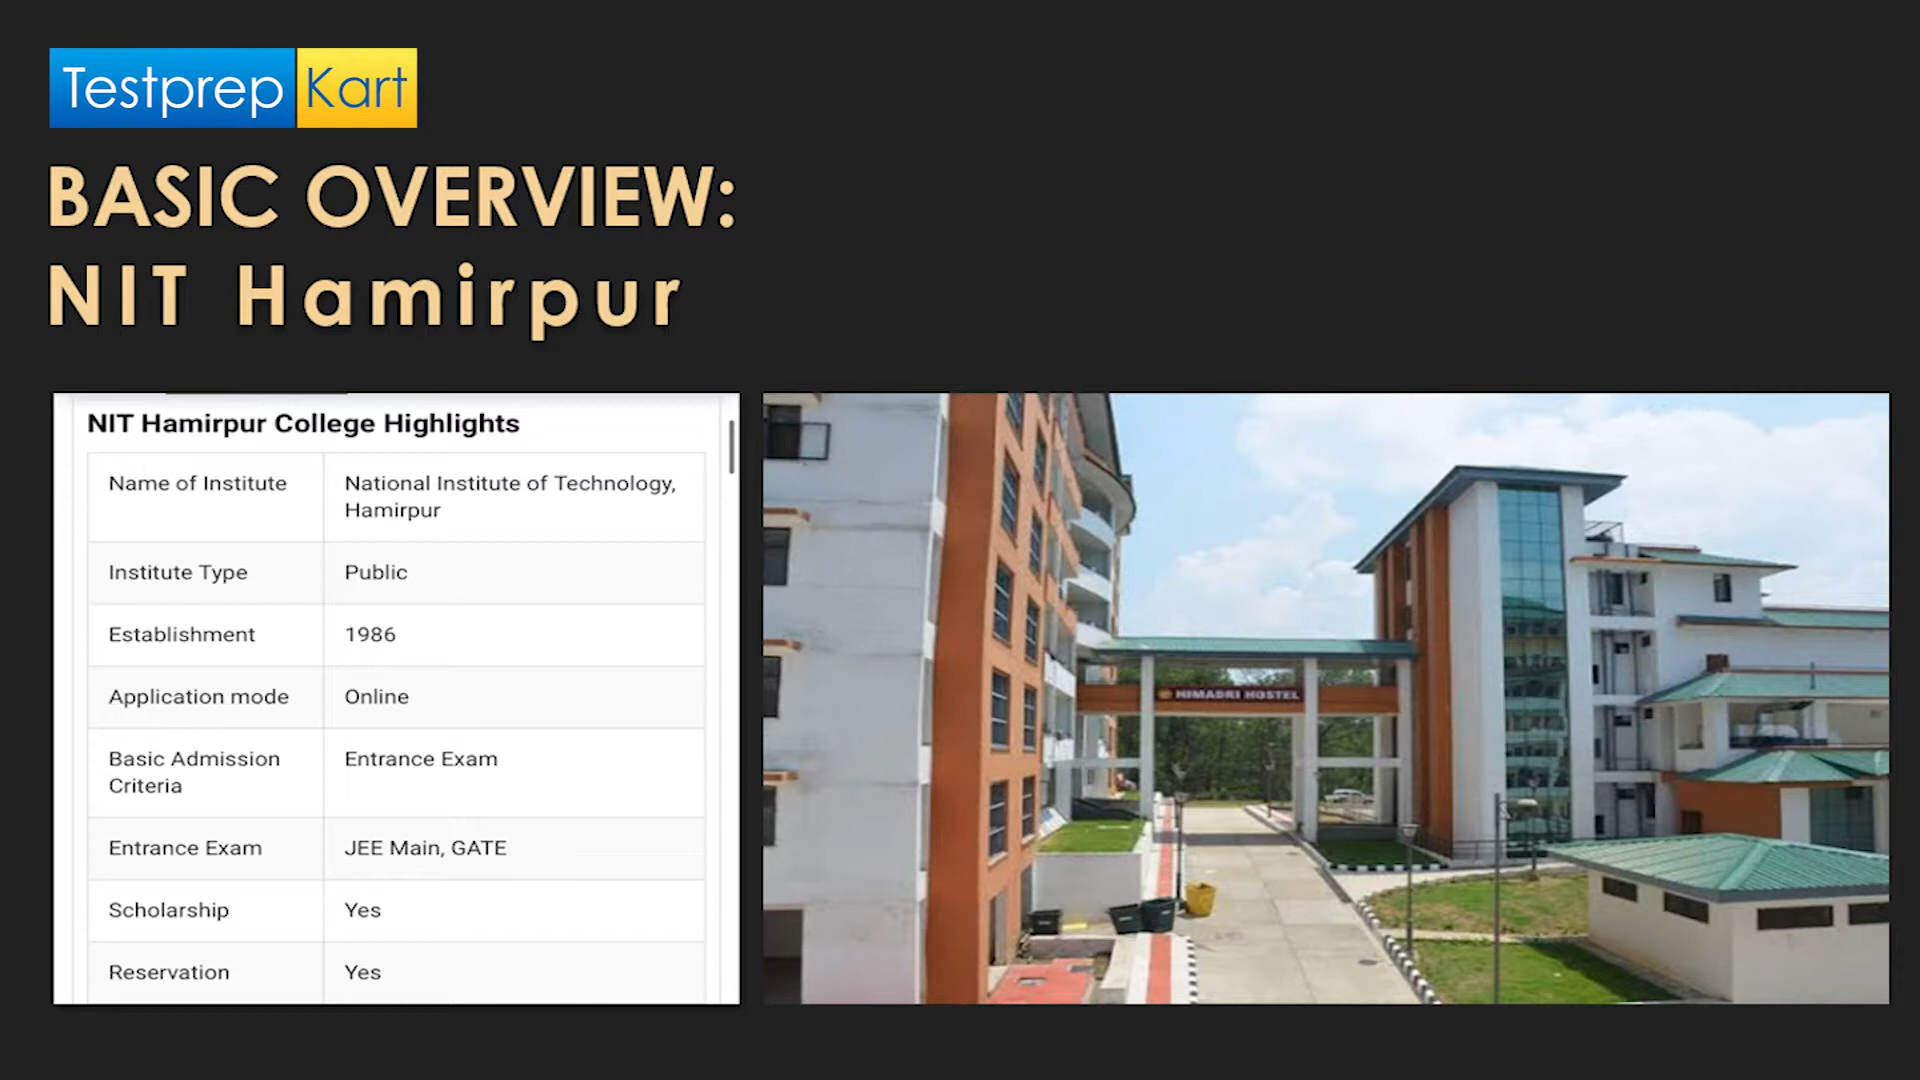 Testprep Kart
BASIC OVERVIEW:
NIT Hamirpur
NIT Hamirpur College Highlights
Name of Institute
National Institute of Technology,
Hamirpur
Institute Type
Public
Establishment
1986
Application mode
Online
Basic Admission
Criteria
Entrance Exam
Entrance Exam
JEE Main, GATE
Scholarship
Yes
Reservation
Yes
HIMADRI HOSTEL